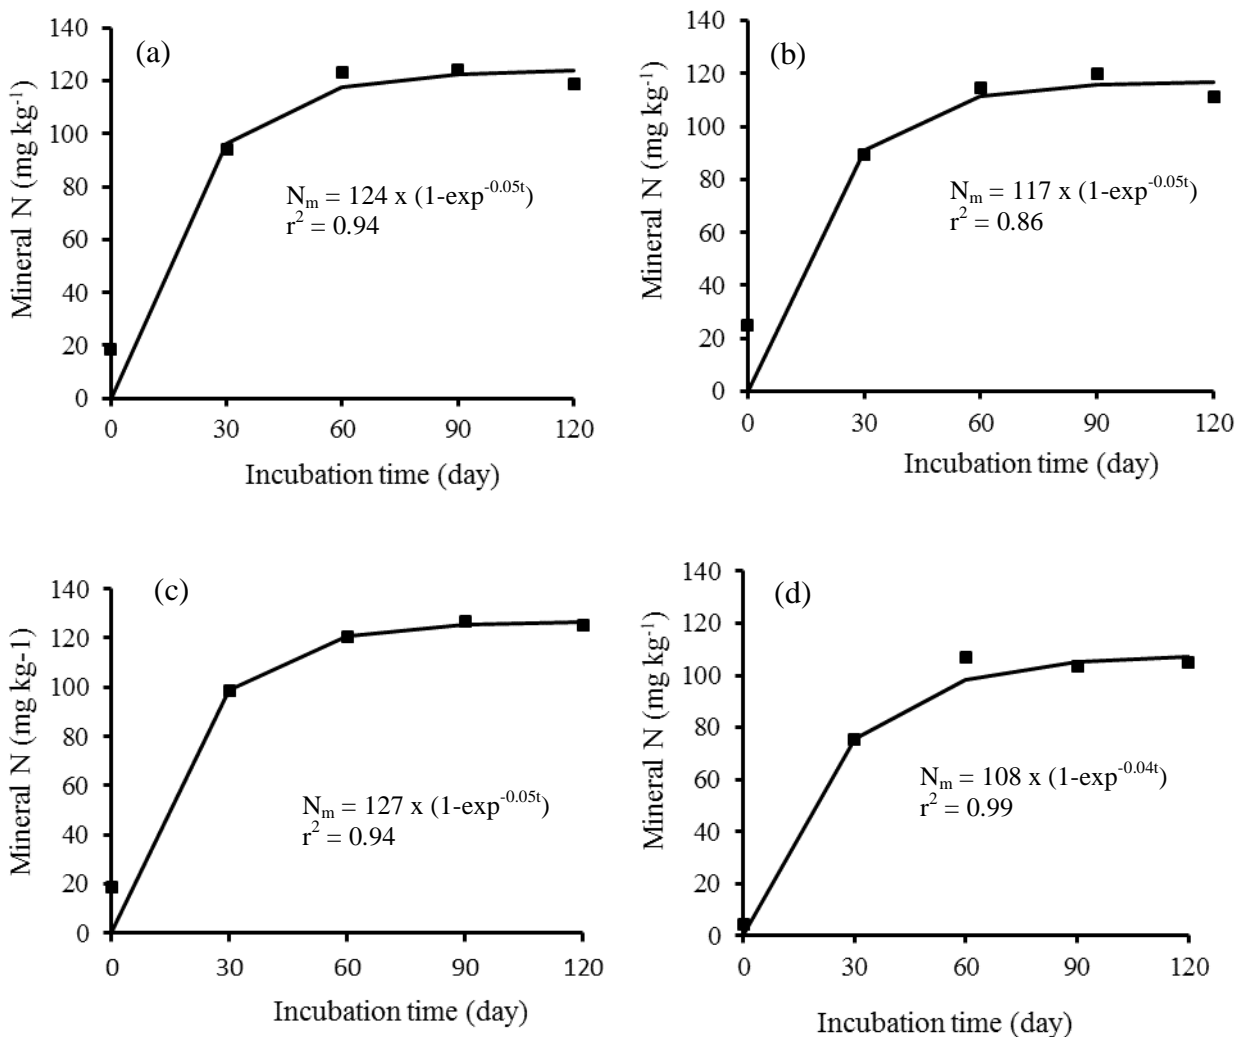 (a)
Mineral N (mg kg⁻¹)
140
120
100
80
60
40
20
0
Nₘ = 124 x (1-exp⁻⁰·⁰⁵ᵗ)
r² = 0.94
0 30 60 90 120
Incubation time (day)
(b)
Mineral N (mg kg⁻¹)
140
120
100
80
60
40
20
0
Nₘ = 117 x (1-exp⁻⁰·⁰⁵ᵗ)
r² = 0.86
0 30 60 90 120
Incubation time (day)
(c)
Mineral N (mg kg-1)
140
120
100
80
60
40
20
0
Nₘ = 127 x (1-exp⁻⁰·⁰⁵ᵗ)
r² = 0.94
0 30 60 90 120
Incubation time (day)
(d)
Mineral N (mg kg⁻¹)
140
120
100
80
60
40
20
0
Nₘ = 108 x (1-exp⁻⁰·⁰⁴ᵗ)
r² = 0.99
0 30 60 90 120
Incubation time (day)